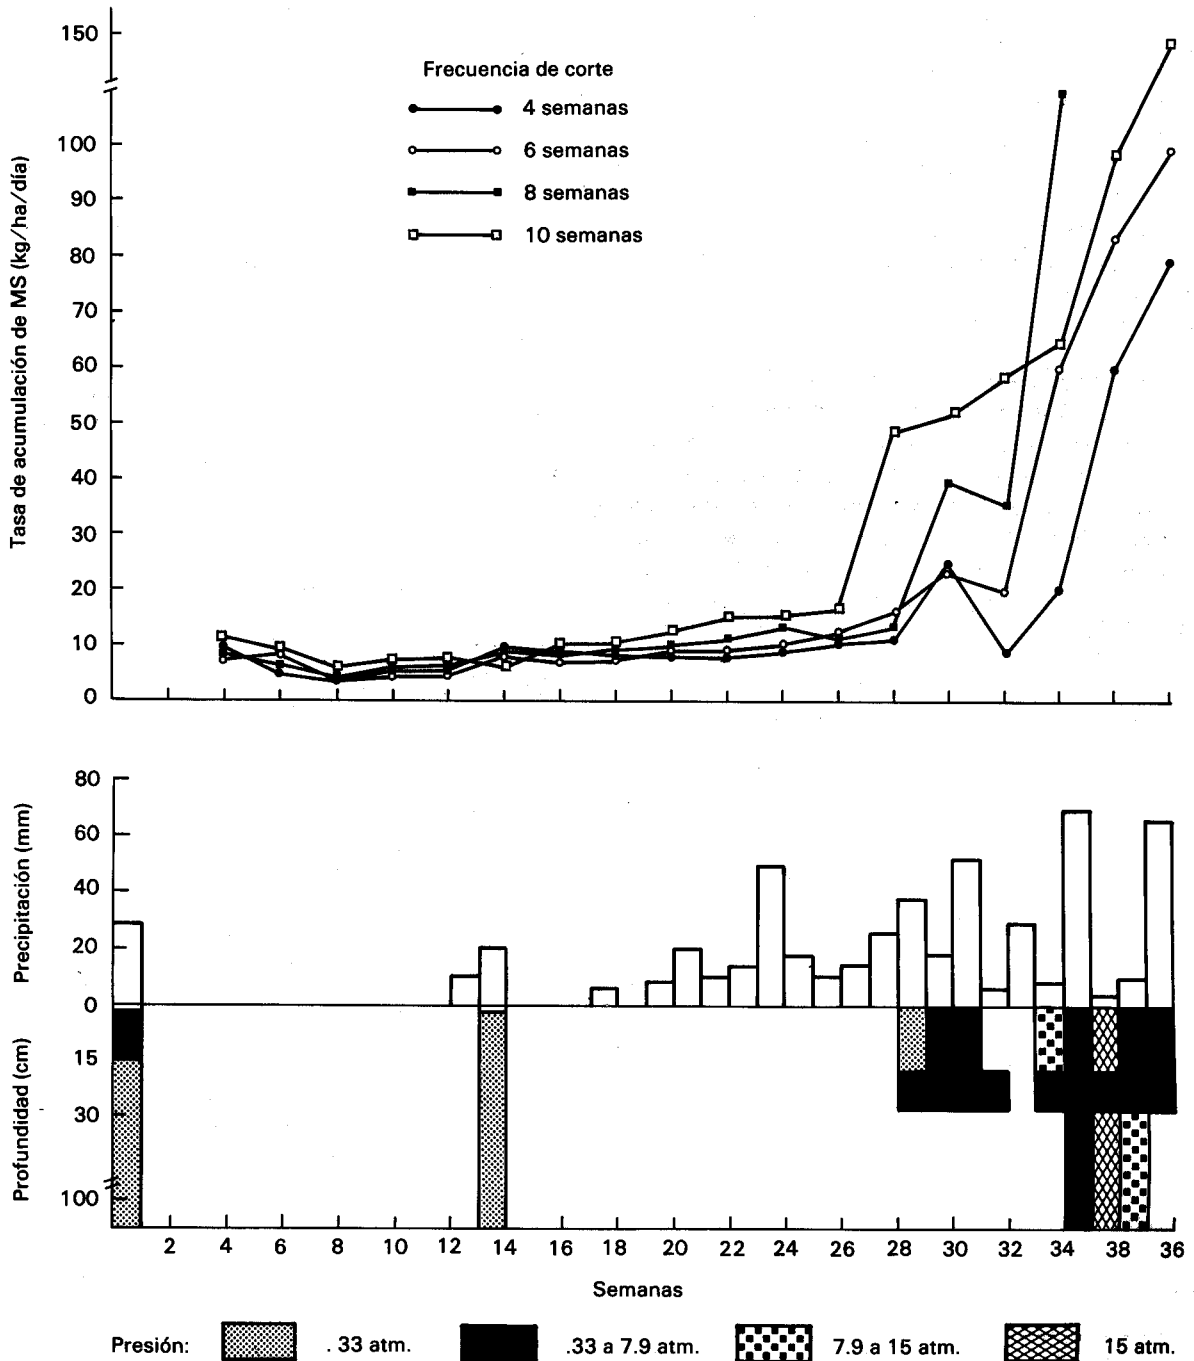 150
100
90
80
70
60
50
40
30
20
10
0
Tasa de acumulación de MS (kg/ha/día)
Frecuencia de corte
4 semanas
6 semanas
8 semanas
10 semanas
80
60
40
20
0
Precipitación (mm)
15
30
100
Profundidad (cm)
2 4 6 8 10 12 14 16 18 20 22 24 26 28 30 32 34 38 36
Semanas
Presión: . 33 atm. .33 a 7.9 atm. 7.9 a 15 atm. 15 atm.